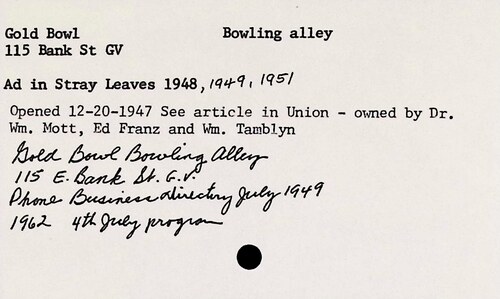 Gold Bowl Bowling alley
115 Bank St GV
Ad in Stray Leaves 1948, 1949, 1951
Opened 12-20-1947 See article in Union - owned by Dr.
Wm. Mott, Ed Franz and Wm. Tamblyn
Gold Bowl Bowling Alley
115 E. Bank St. G.V.
Phone Business Directory July 1949
1962 4th July program